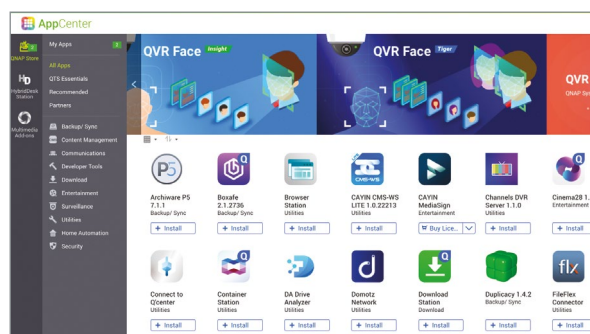 AppCenter
QNAP Store
2
HybridDesk
Station
Multimedia
Add-ons
My Apps
All Apps
QTS Essentials
Recommended
Partners
Backup/ Sync
Content Management
Communications
Developer Tools
Download
Entertainment
Surveillance
Utilities
Home Automation
Security
QVR Face Insight
QVR Face Tiger
QVR
Archiware P5
7.1.1
Backup/ Sync
+ Install
Boxafe
2.1.2736
Backup/ Sync
+ Install
Browser
Station
Utilities
+ Install
CAYIN CMS-WS
LITE 1.0.22213
Utilities
+ Install
CAYIN
MediaSign
Entertainment
Buy Lice...
Channels DVR
Server 1.1.0
Utilities
+ Install
Cinema28 1.
Entertainment
+ Install
Connect to
Q'center
Utilities
+ Install
Container
Station
Utilities
+ Install
DA Drive
Analyzer
Utilities
+ Install
Domotz
Network
Utilities
+ Install
Download
Station
Download
+ Install
Duplicacy 1.4.2
Backup/ Sync
+ Install
FileFlex
Connector
Utilities
+ Install